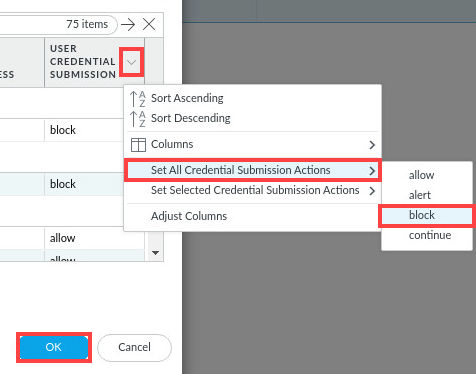 75 items
USER
CREDENTIAL
ESS SUBMISSION
Sort Ascending
Sort Descending
block
Columns
Set All Credential Submission Actions
allow
block
Set Selected Credential Submission Actions
alert
Adjust Columns
block
allow
continue
allow
OK
Cancel